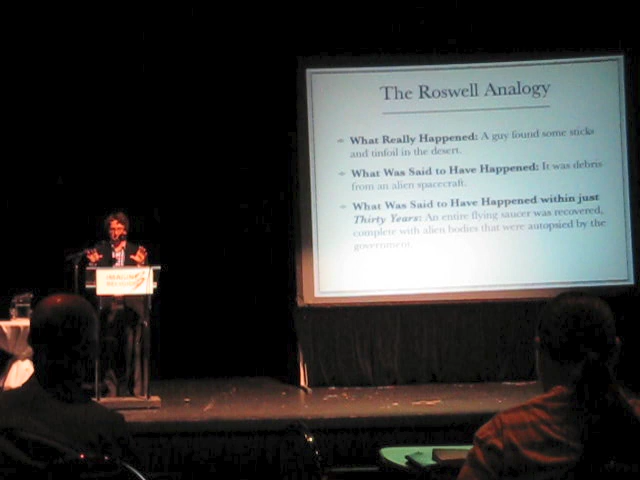 The Roswell Analogy
What Really Happened: A guy found some sticks
and tinfoil in the desert.
What Was Said to Have Happened: It was debris
from an alien spacecraft.
What Was Said to Have Happened within just
Thirty Years: An entire flying saucer was recovered,
complete with alien bodies that were autopsied by the
government.